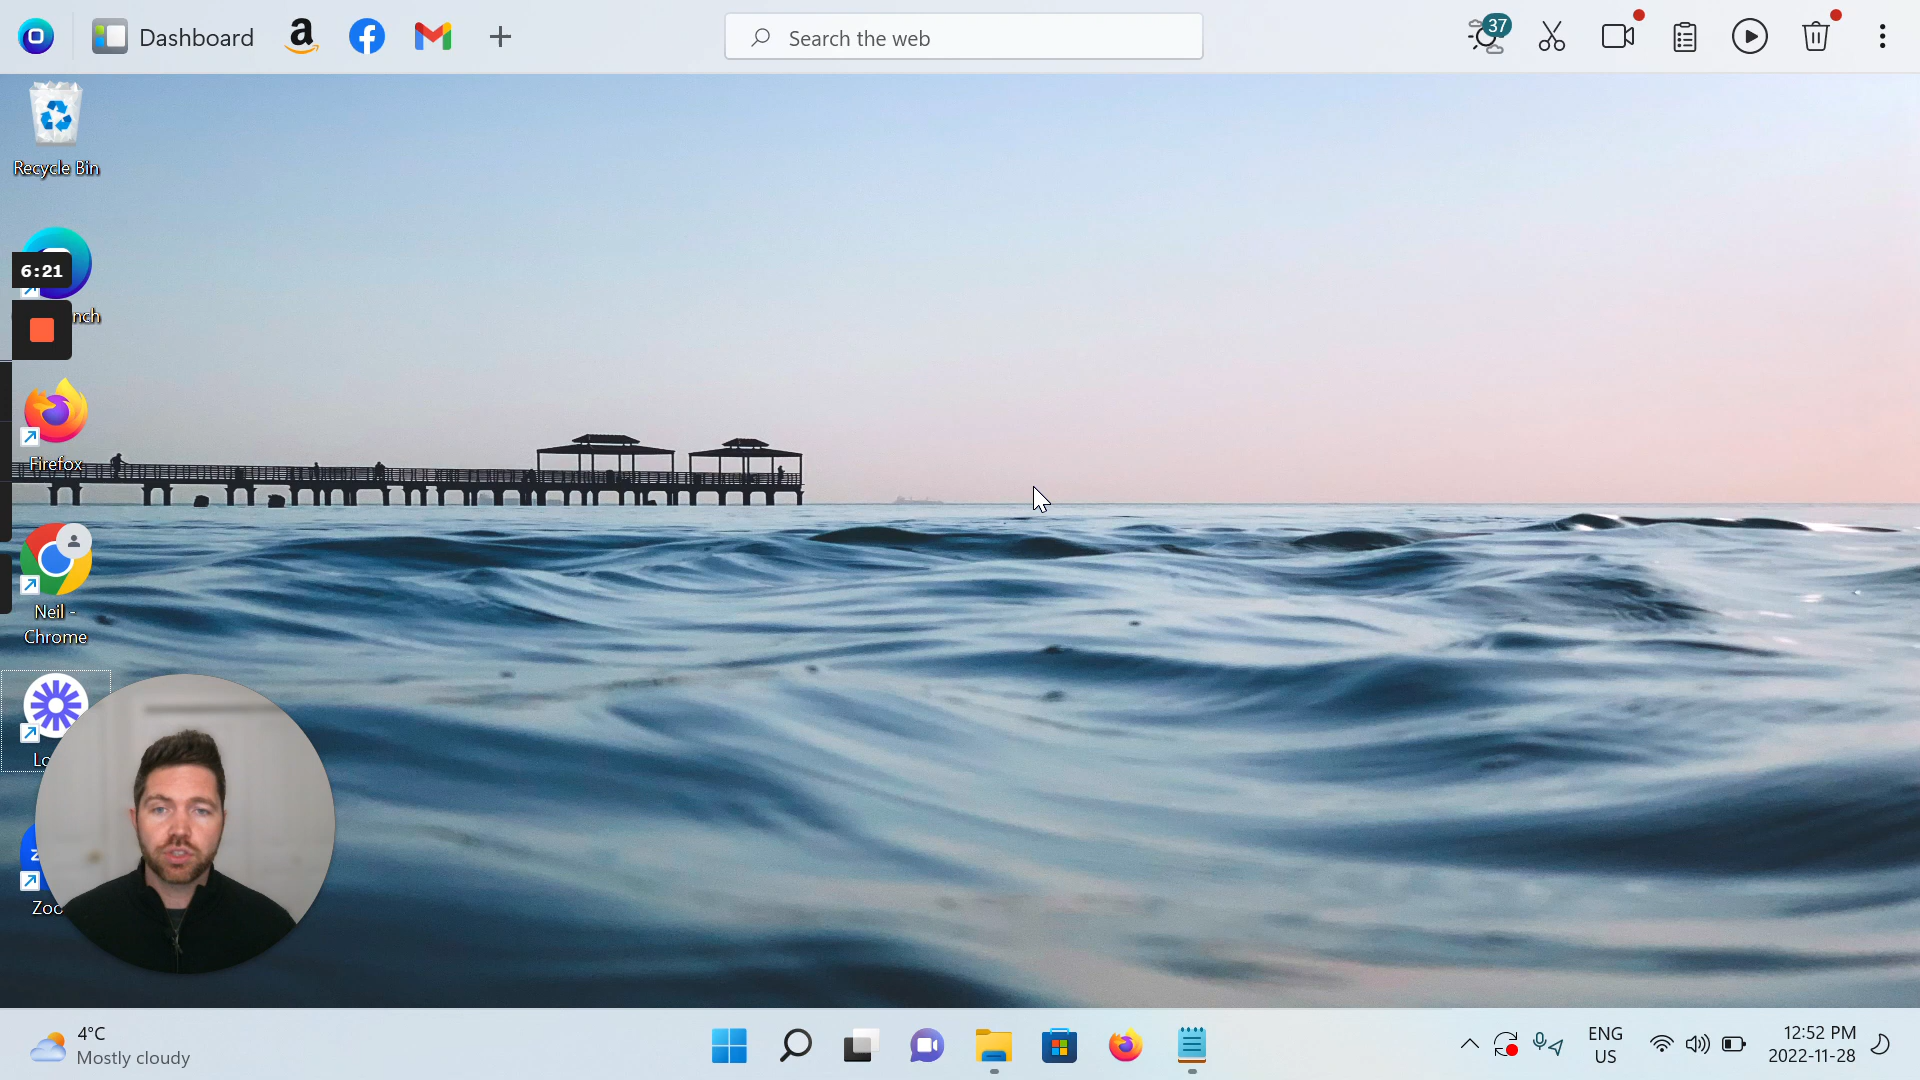 Dashboard
Search the web
37
Recycle Bin
6:21
nch
Firefox
Neil -
Chrome
Lo
Zoo
4°C
Mostly cloudy
ENG
US
12:52 PM
2022-11-28